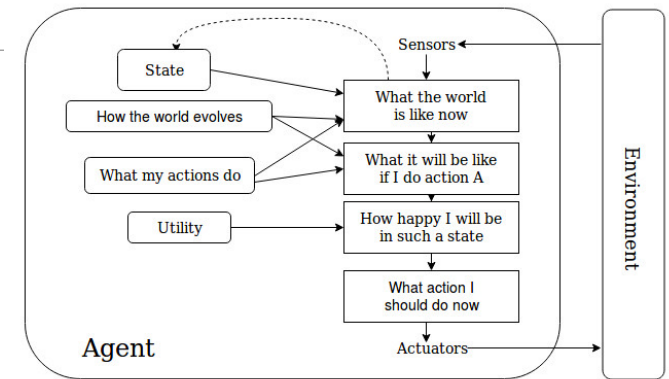 Sensors
State
What the world
is like now
How the world evolves
What it will be like
if I do action A
What my actions do
How happy I will be
in such a state
Utility
What action I
should do now
Agent
Actuators
Environment